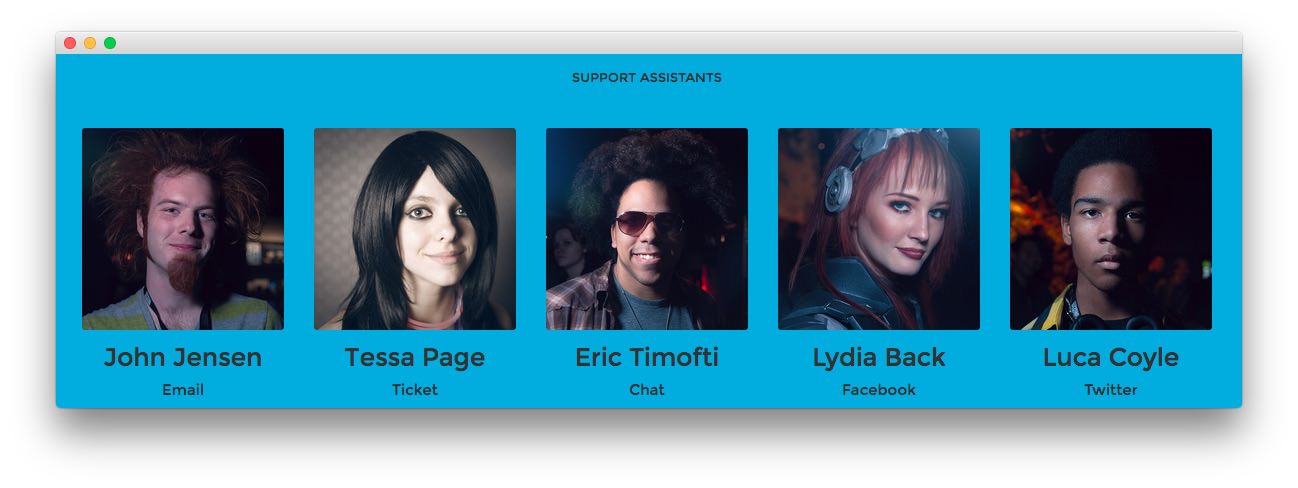 SUPPORT ASSISTANTS
John Jensen
Email
Tessa Page
Ticket
Eric Timofti
Chat
Lydia Back
Facebook
Luca Coyle
Twitter